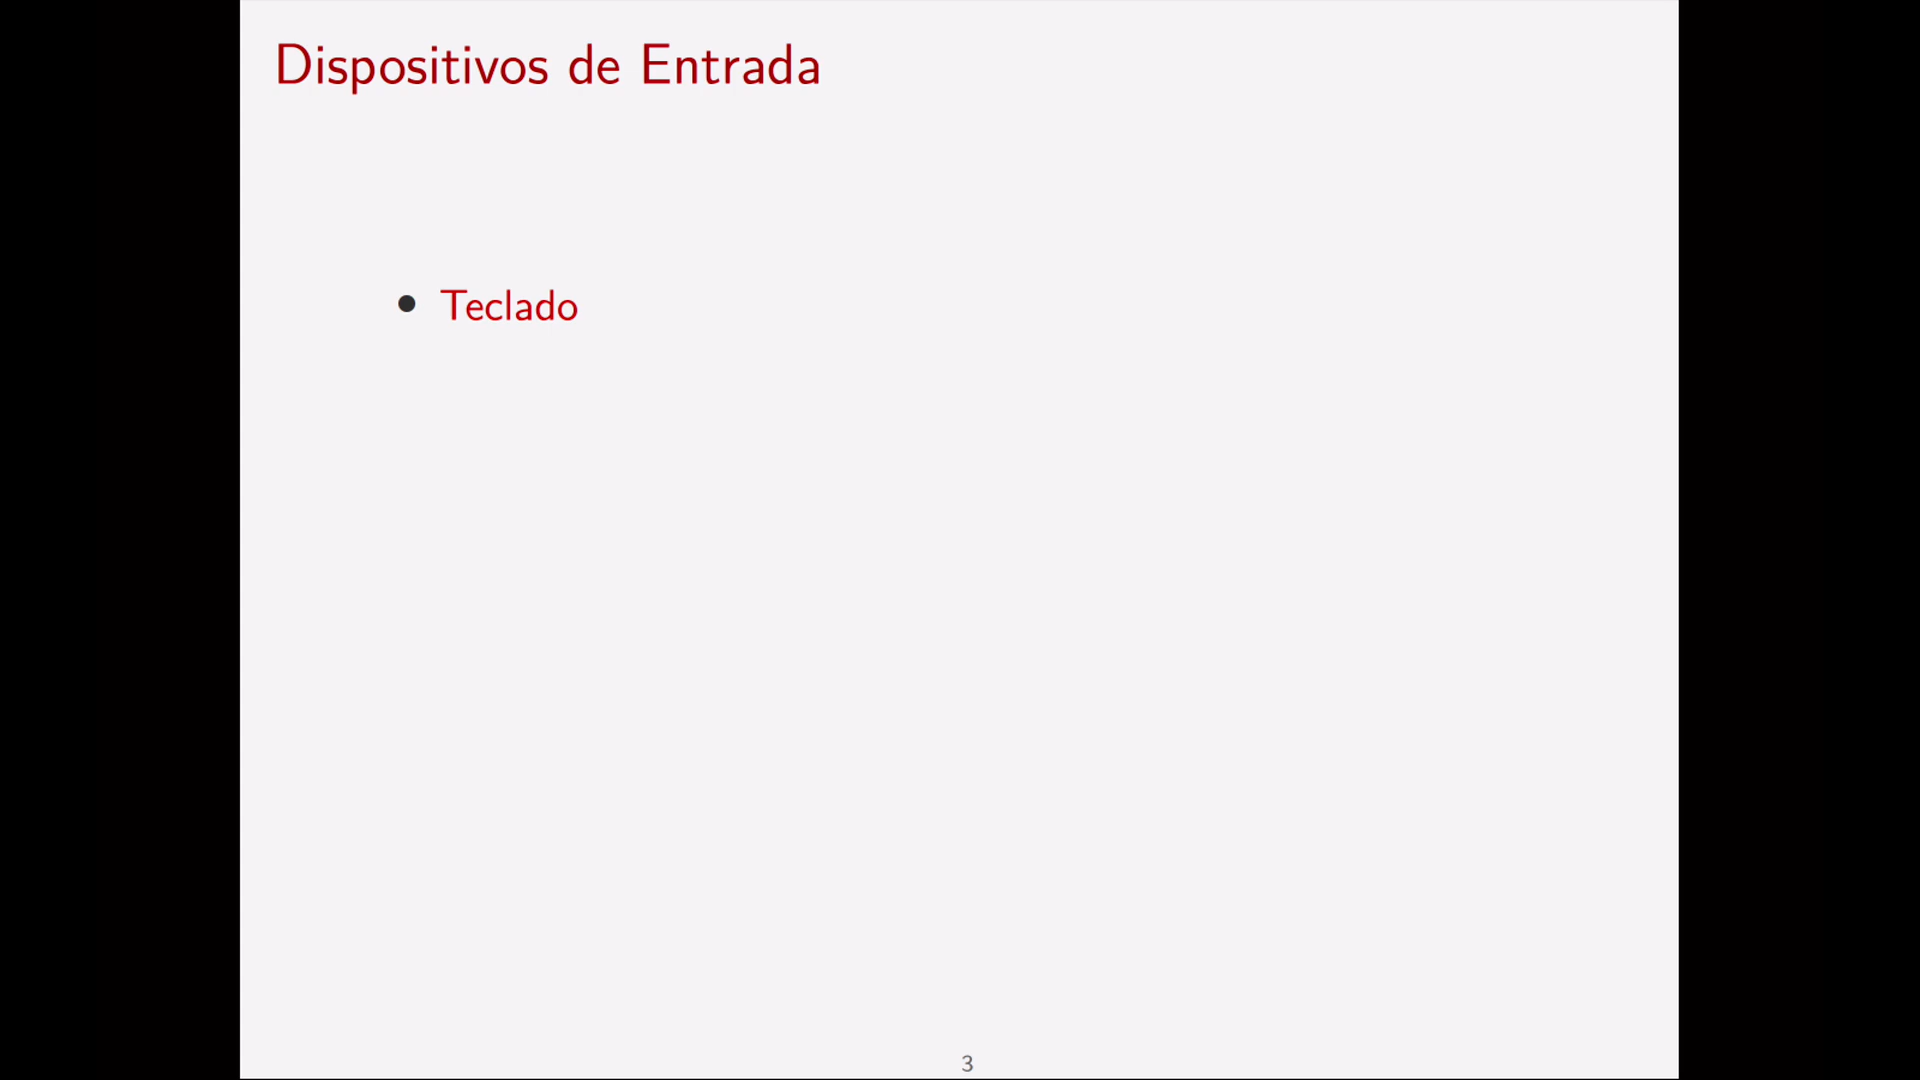 Dispositivos de Entrada
• Teclado
3